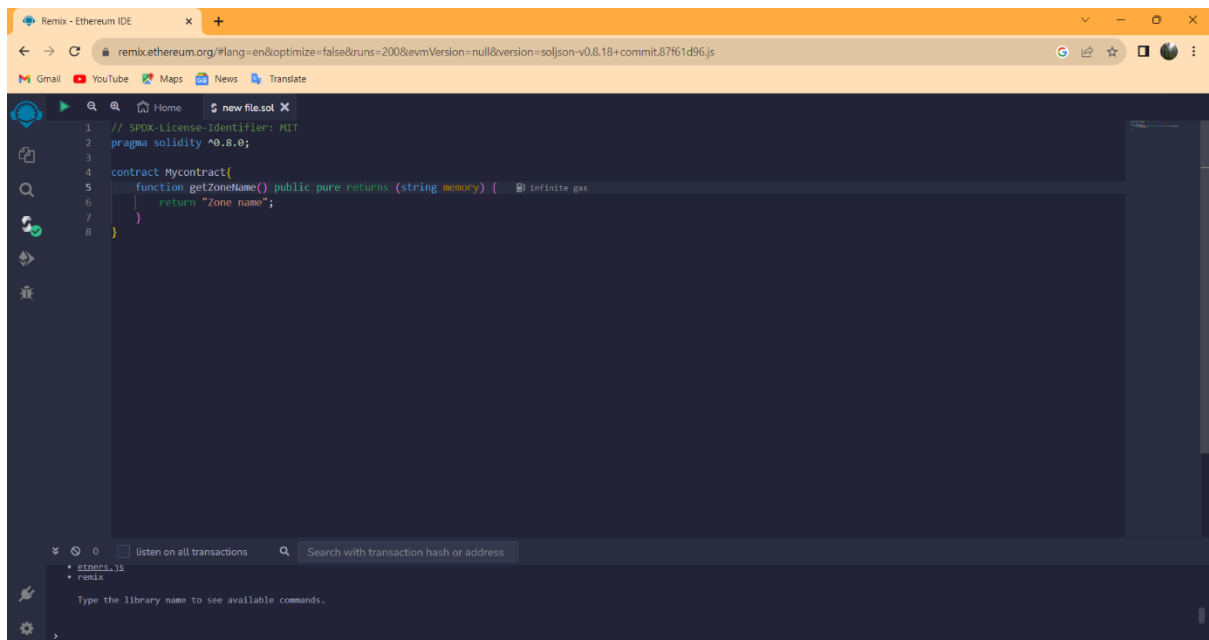 Remix - Ethereum IDE
remix.ethereum.org/#lang=en&optimize=false&runs=200&evmVersion=null&version=soljson-v0.8.18+commit.87f61d96.js
Gmail YouTube Maps News Translate
Home new file.sol
1 // SPDX-License-Identifier: MIT
2 pragma solidity ^0.8.0;
3
4 contract Mycontract{
5 function getZoneName() public pure returns (string memory) { infinite gas
6 return "Zone name";
7 }
8 }
0 listen on all transactions Search with transaction hash or address
• ethers.js
• remix
Type the library name to see available commands.
>